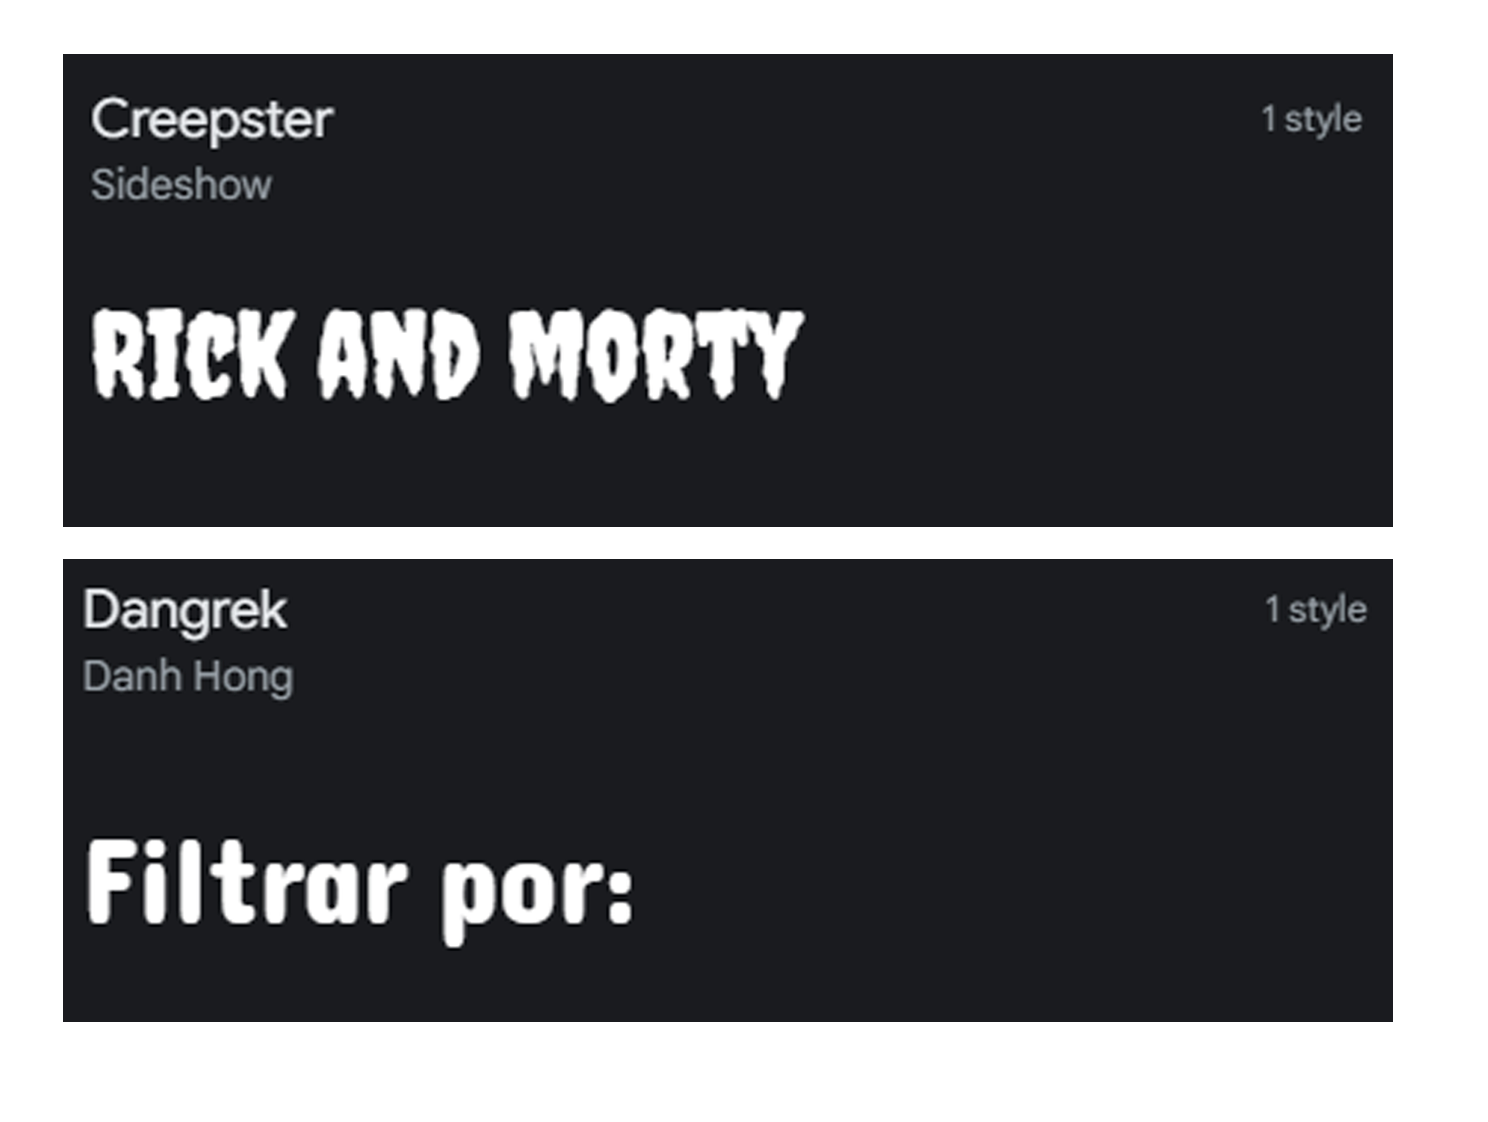 Creepster
1 style
Sideshow
RICK AND MORTY
Dangrek
1 style
Danh Hong
Filtrar por: